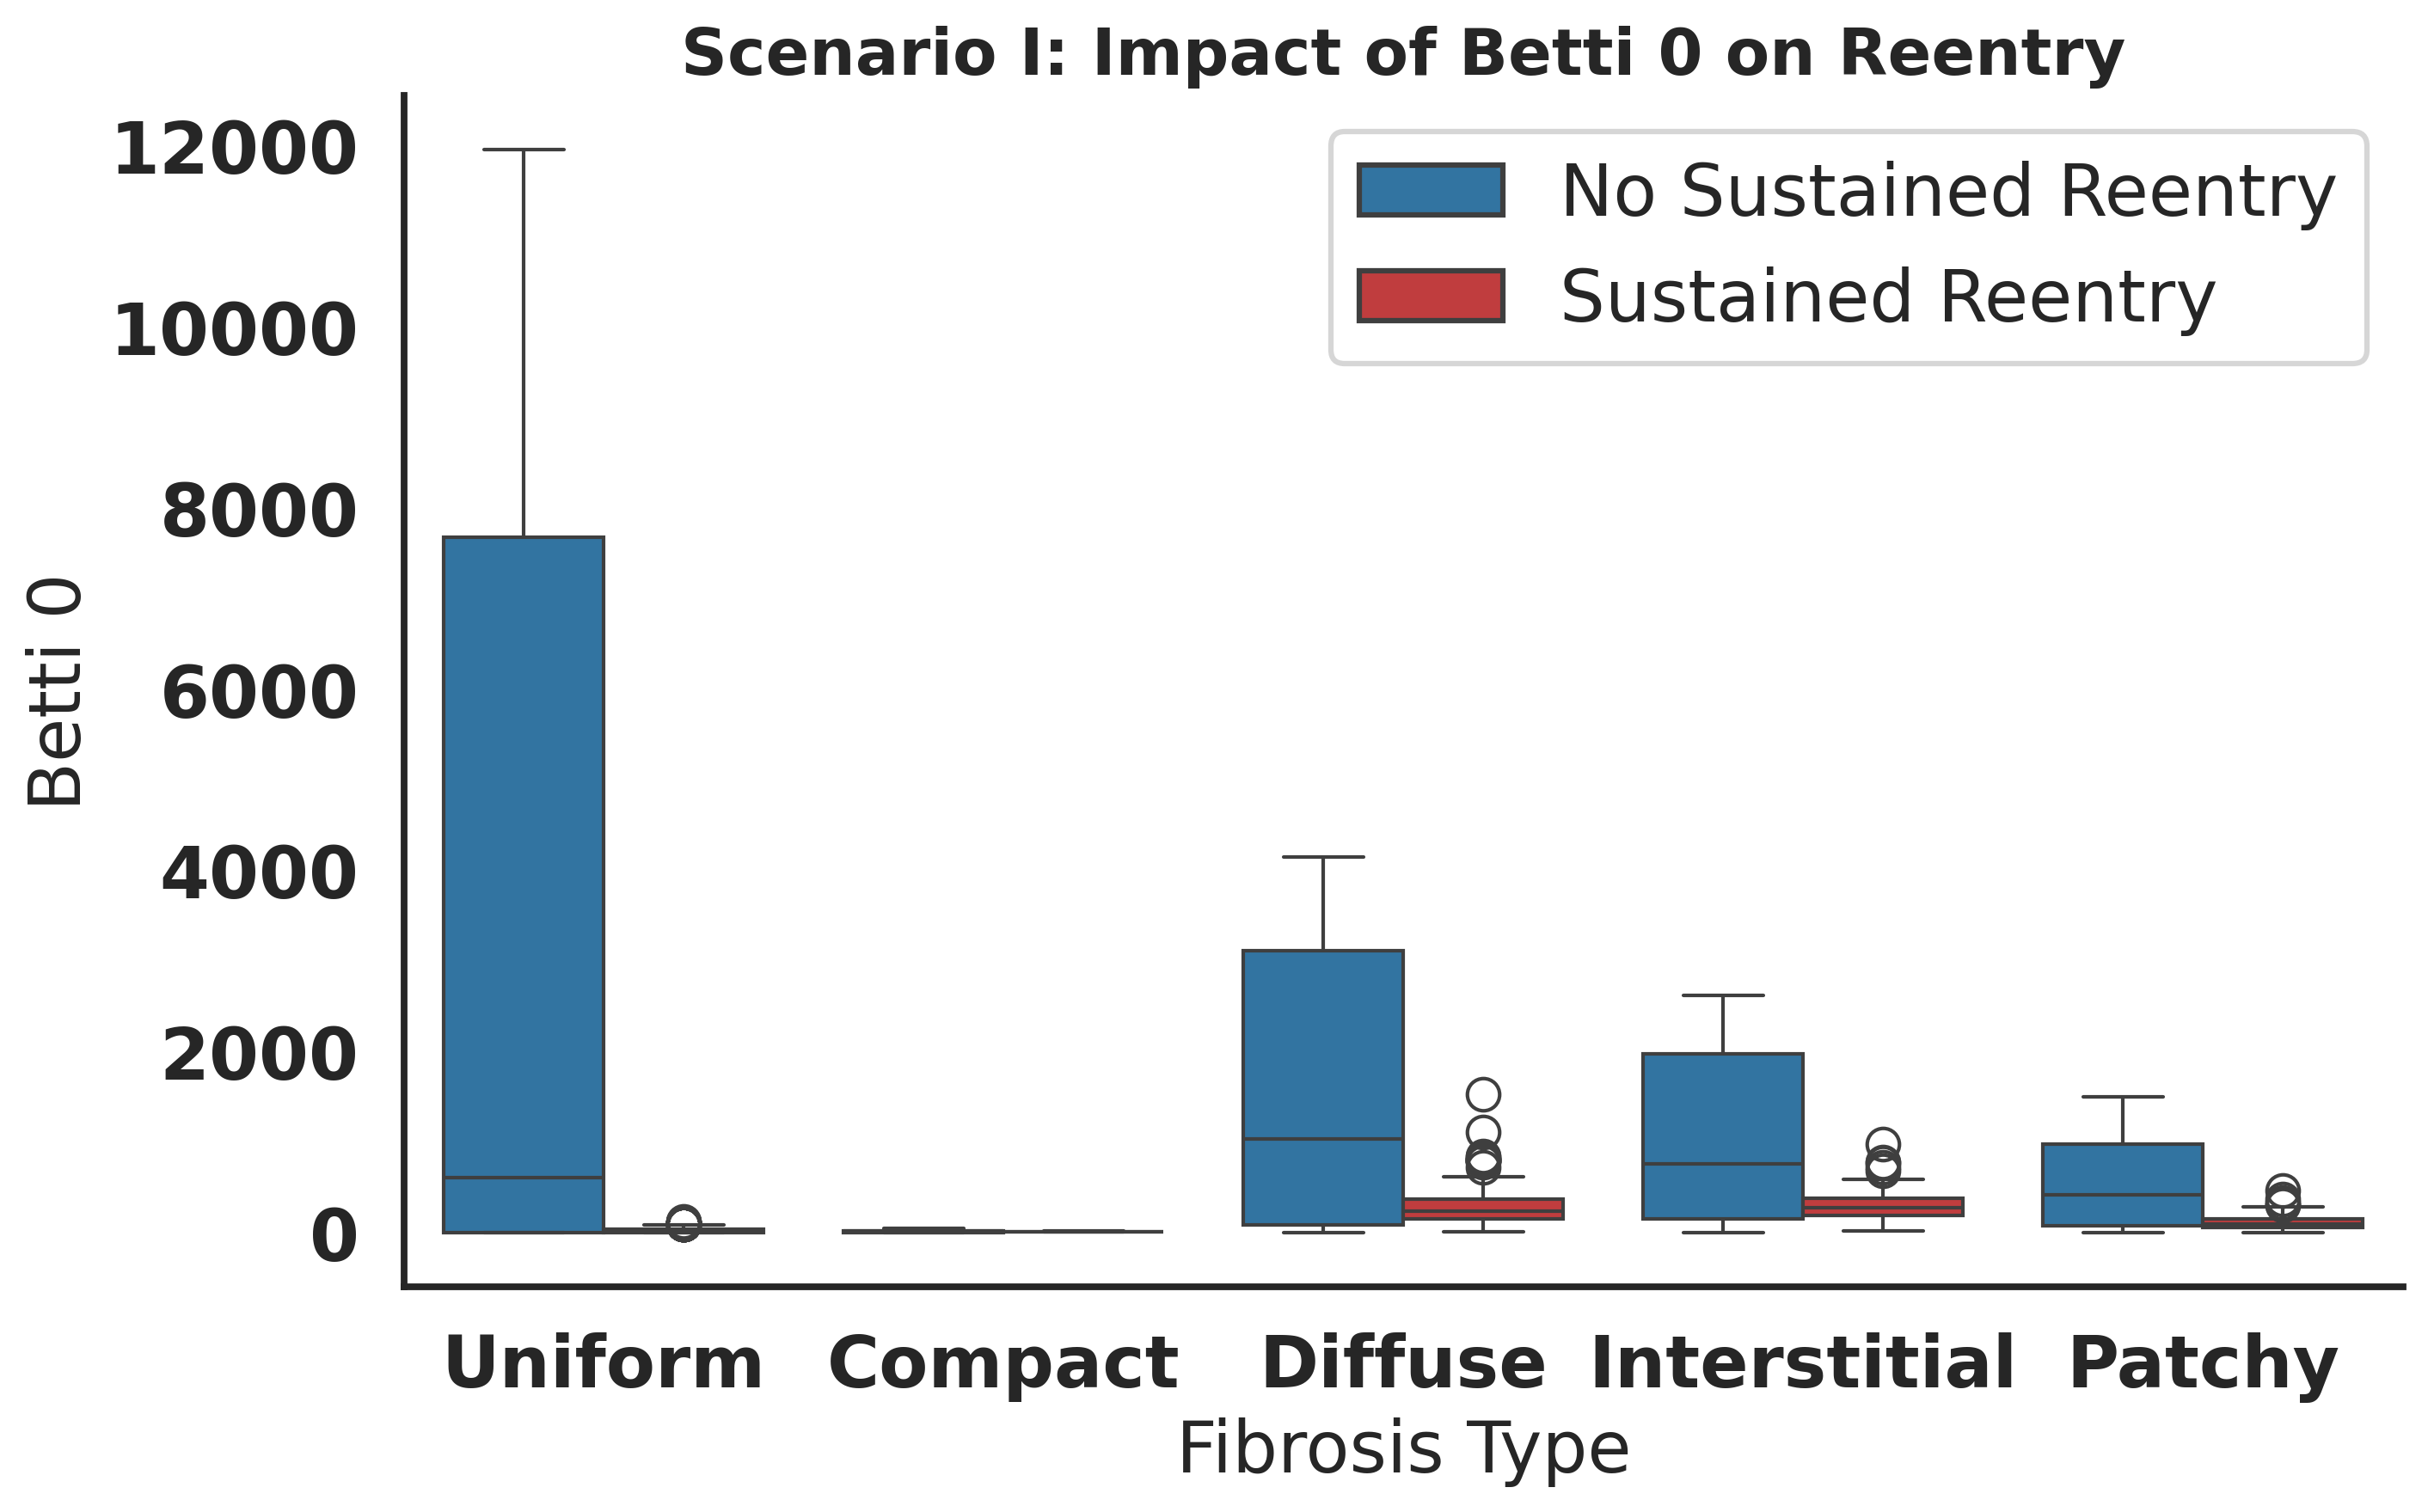 Scenario I: Impact of Betti 0 on Reentry
No Sustained Reentry
Sustained Reentry
Betti 0
12000
10000
8000
6000
4000
2000
0
Uniform Compact Diffuse Interstitial Patchy
Fibrosis Type